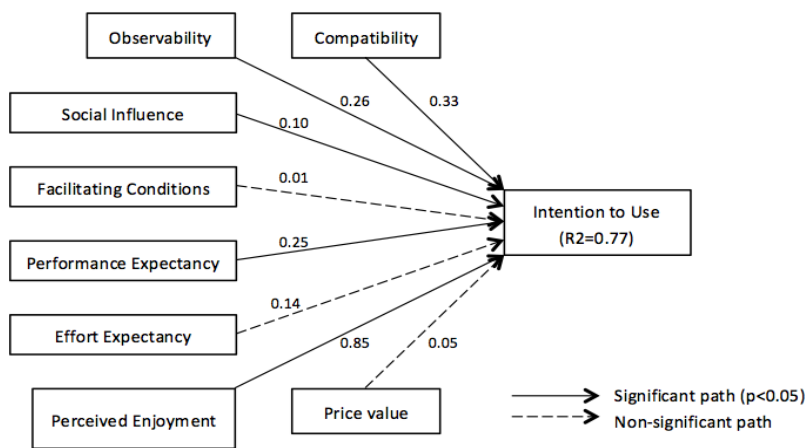 Observability
Compatibility
0.26
0.33
Social Influence
0.10
Facilitating Conditions
0.01
Intention to Use
(R2=0.77)
Performance Expectancy
0.25
Effort Expectancy
0.14
0.85
0.05
Perceived Enjoyment
Price value
Significant path (p<0.05)
Non-significant path